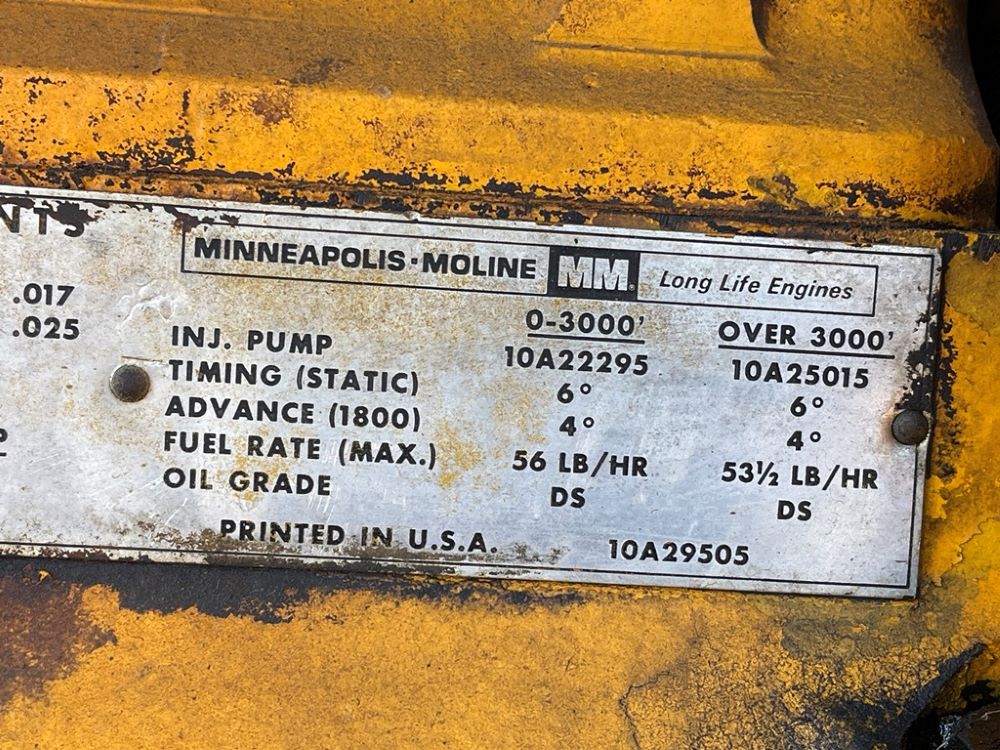 NTS
MINNEAPOLIS·MOLINE MM Long Life Engines
.017
.025
0-3000' OVER 3000'
INJ. PUMP 10A22295 10A25015
TIMING (STATIC) 6° 6°
ADVANCE (1800) 4° 4°
FUEL RATE (MAX.) 56 LB/HR 53½ LB/HR
OIL GRADE DS DS
PRINTED IN U.S.A. 10A29505